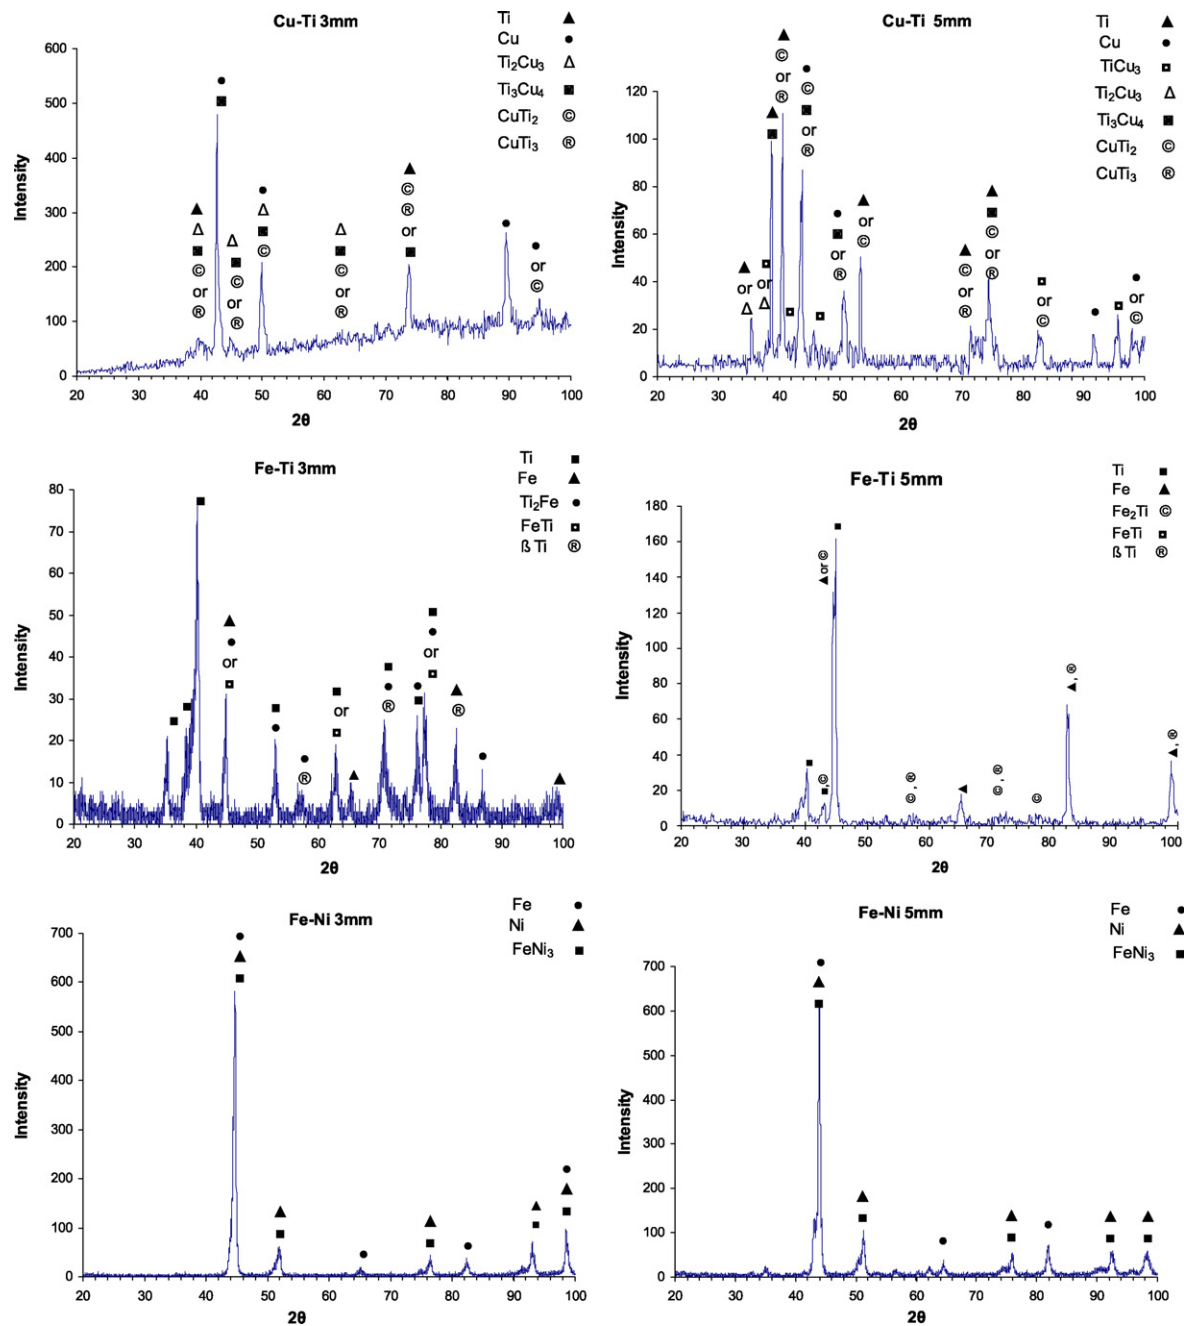 Cu-Ti 3mm
Ti ▲
Cu ●
Ti₂Cu₃ △
Ti₃Cu₄ ■
CuTi₂ ©
CuTi₃ ®
Intensity
600
500
400
300
200
100
0
©
or
®
© or ®
©
© or ®
© ® or
or ©
20 30 40 50 60 70 80 90 100
2θ
Cu-Ti 5mm
Ti ▲
Cu ●
TiCu₃
Ti₂Cu₃ △
Ti₃Cu₄ ■
CuTi₂ ©
CuTi₃ ®
Intensity
120
100
80
60
40
20
0
or
or
© or ®
© or ®
or ®
or ©
© or ®
© or ®
or ©
or ©
20 30 40 50 60 70 80 90 100
2θ
Fe-Ti 3mm
Ti ■
Fe ▲
Ti₂Fe ●
FeTi
ß Ti ®
Intensity
80
70
60
50
40
30
20
10
0
or
®
or
®
or
®
20 30 40 50 60 70 80 90 100
2θ
Fe-Ti 5mm
Ti ■
Fe ▲
Fe₂Ti ©
FeTi
ß Ti ®
Intensity
180
160
140
120
100
80
60
40
20
0
or ©
20 30 40 50 60 70 80 90 100
2θ
Fe-Ni 3mm
Fe ●
Ni ▲
FeNi₃ ■
Intensity
700
600
500
400
300
200
100
0
20 30 40 50 60 70 80 90 100
2θ
Fe-Ni 5mm
Fe ●
Ni ▲
FeNi₃ ■
Intensity
700
600
500
400
300
200
100
0
20 30 40 50 60 70 80 90 100
2θ